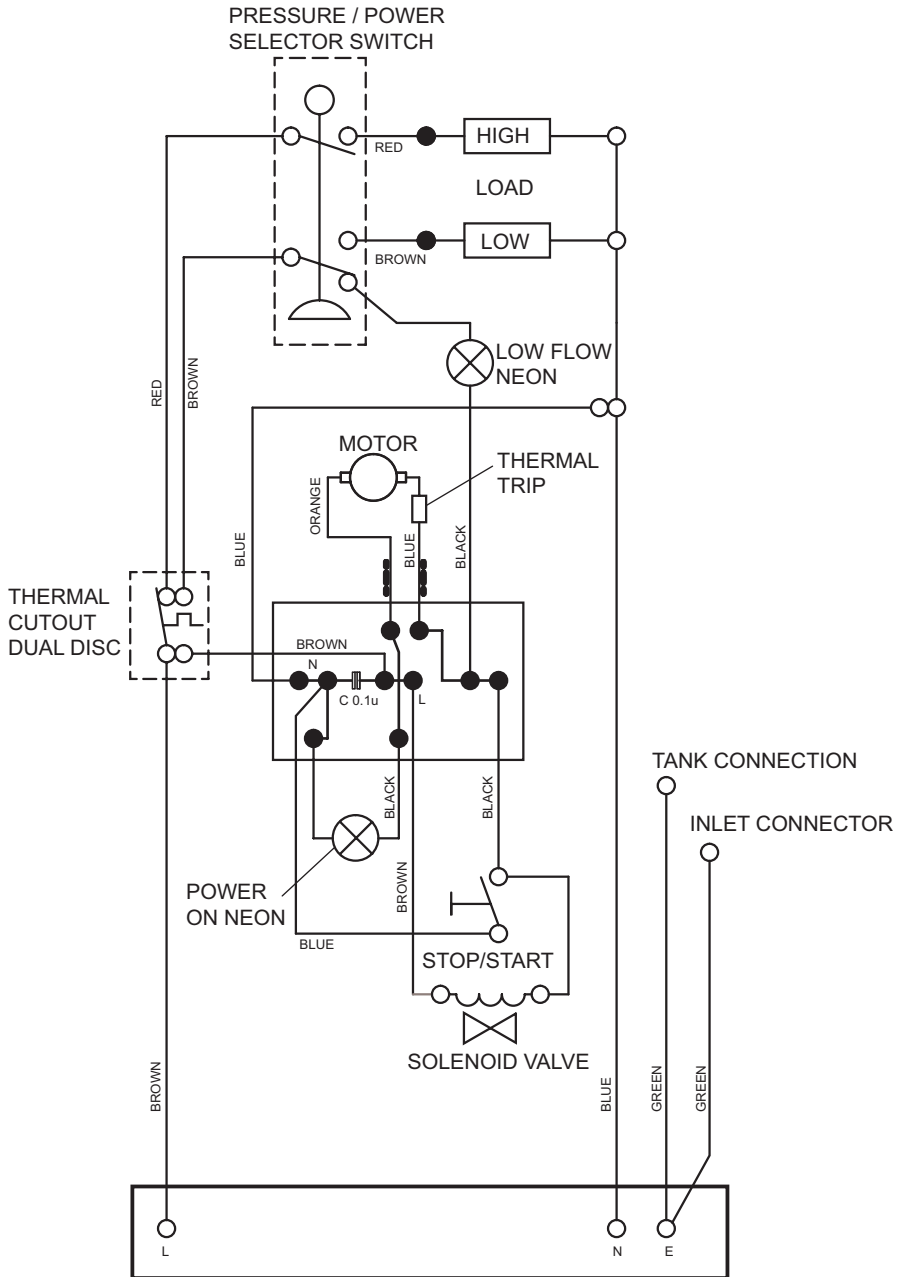 PRESSURE / POWER
SELECTOR SWITCH
RED
HIGH
LOAD
BROWN
LOW
RED
BROWN
LOW FLOW
NEON
MOTOR
THERMAL
TRIP
ORANGE
BLUE
BLUE
BLACK
THERMAL
CUTOUT
DUAL DISC
BROWN
N
C 0.1u
L
TANK CONNECTION
INLET CONNECTOR
BLACK
BLACK
POWER
ON NEON
BROWN
BLUE
STOP/START
SOLENOID VALVE
BROWN
BLUE
GREEN
GREEN
L
N
E